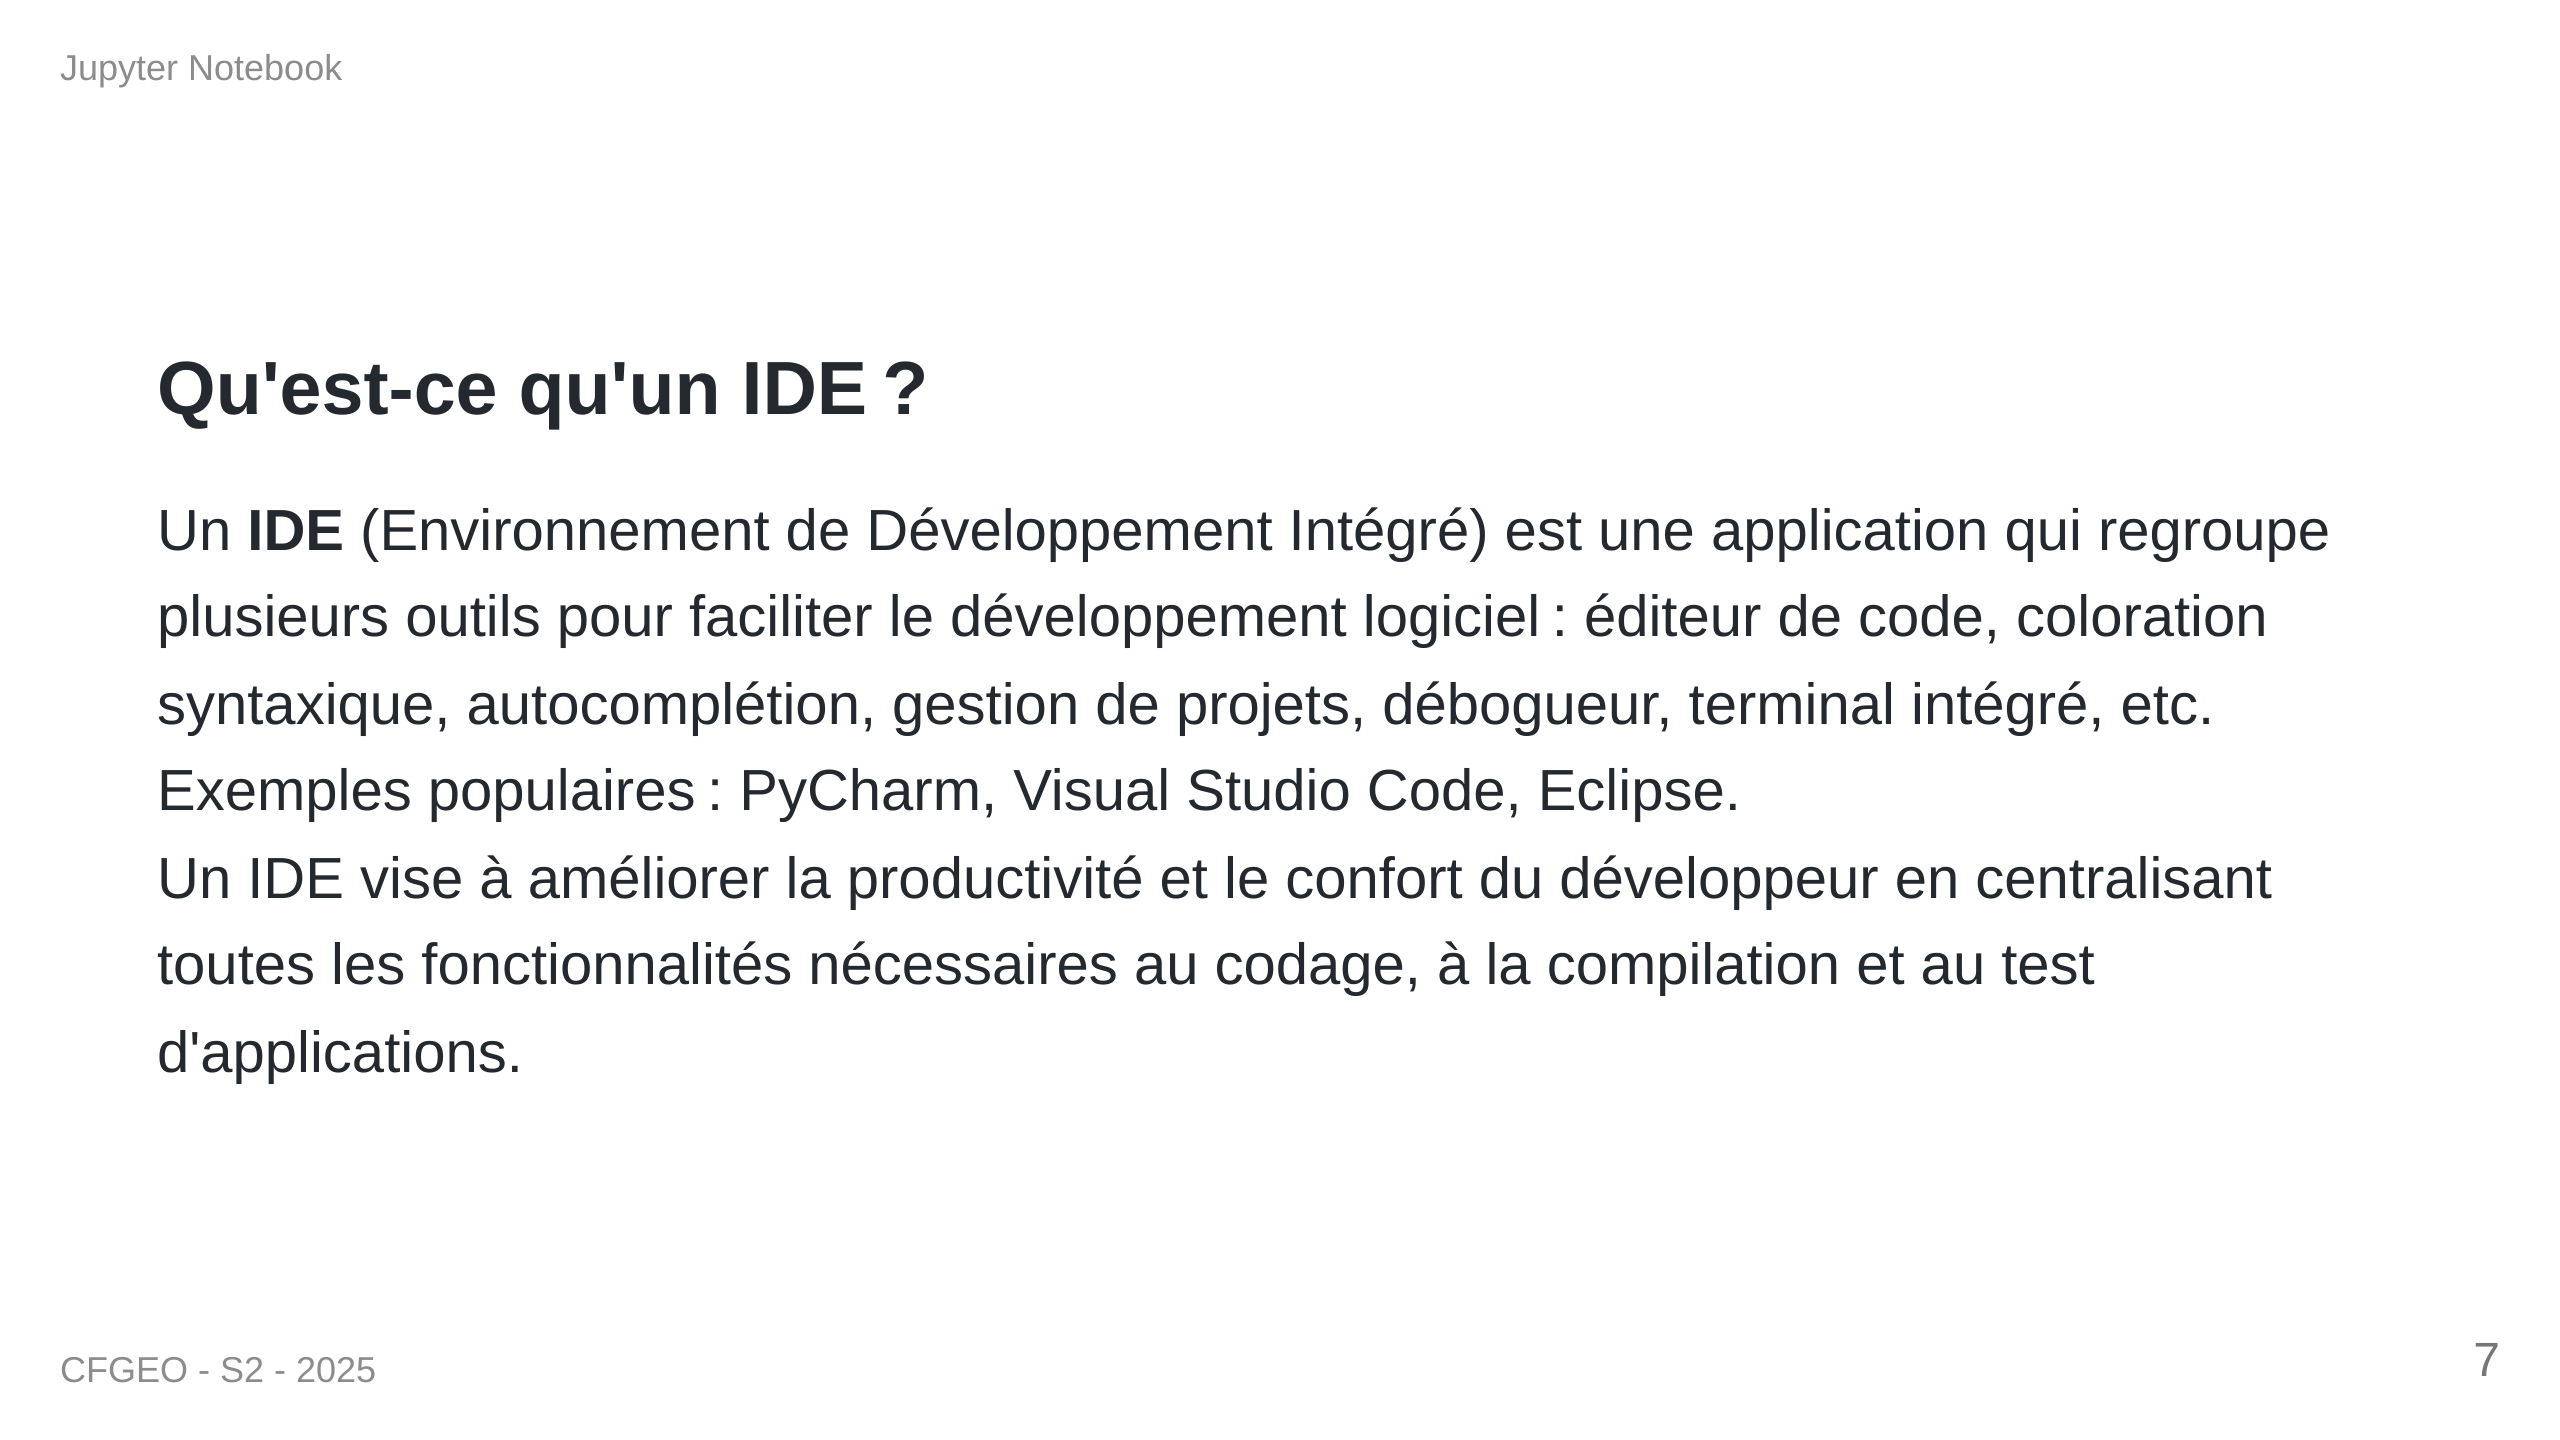 Jupyter Notebook
Qu'est-ce qu'un IDE ?
Un IDE (Environnement de Développement Intégré) est une application qui regroupe
plusieurs outils pour faciliter le développement logiciel : éditeur de code, coloration
syntaxique, autocomplétion, gestion de projets, débogueur, terminal intégré, etc.
Exemples populaires : PyCharm, Visual Studio Code, Eclipse.
Un IDE vise à améliorer la productivité et le confort du développeur en centralisant
toutes les fonctionnalités nécessaires au codage, à la compilation et au test
d'applications.
CFGEO - S2 - 2025
7